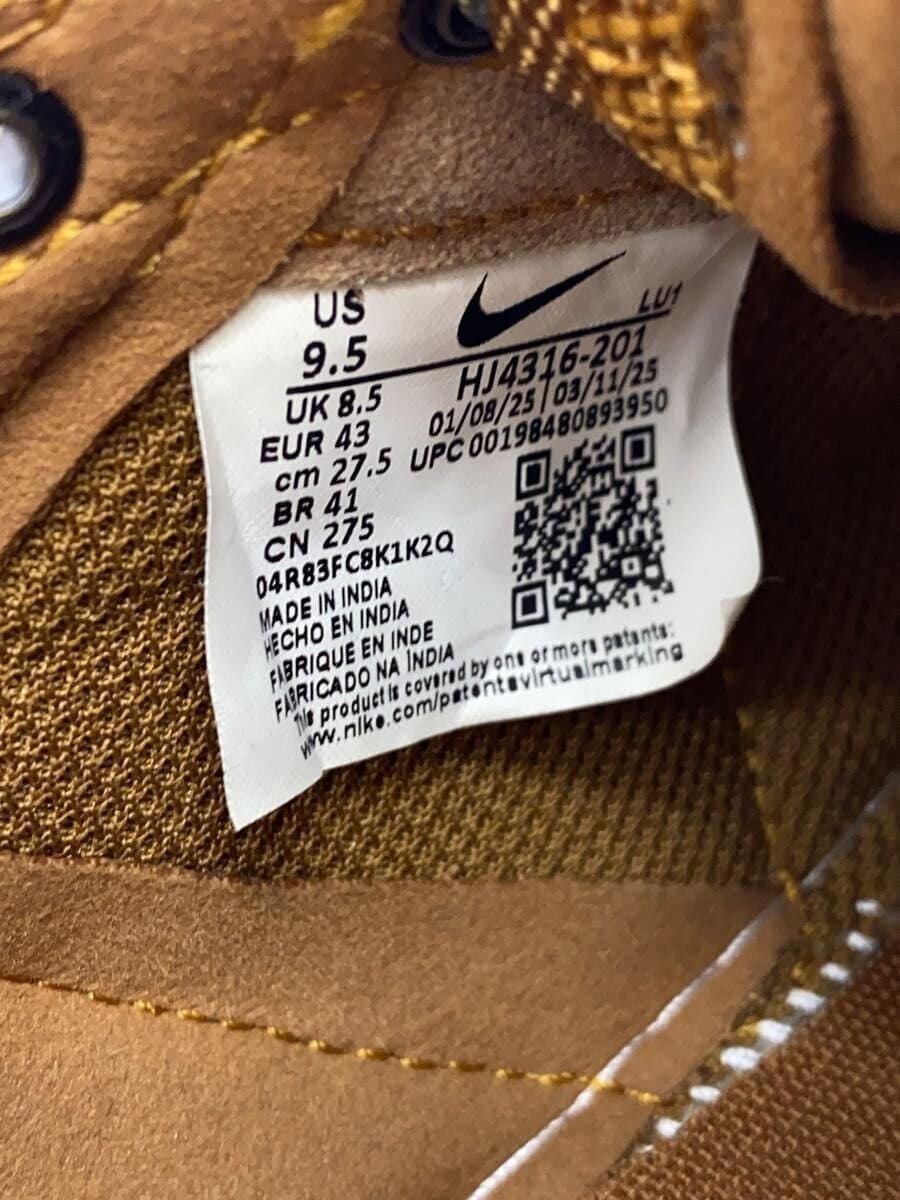 US
9.5
LU1
UK 8.5
EUR 43
cm 27.5
BR 41
CN 275
HJ4316-201
01/08/25 | 03/11/25
UPC 00198480893950
04R83FC8K1K2Q
MADE IN INDIA
HECHO EN INDIA
FABRIQUE EN INDE
FABRICADO NA ÍNDIA
This product is covered by one or more patents:
www.nike.com/patentsvirtualmarking